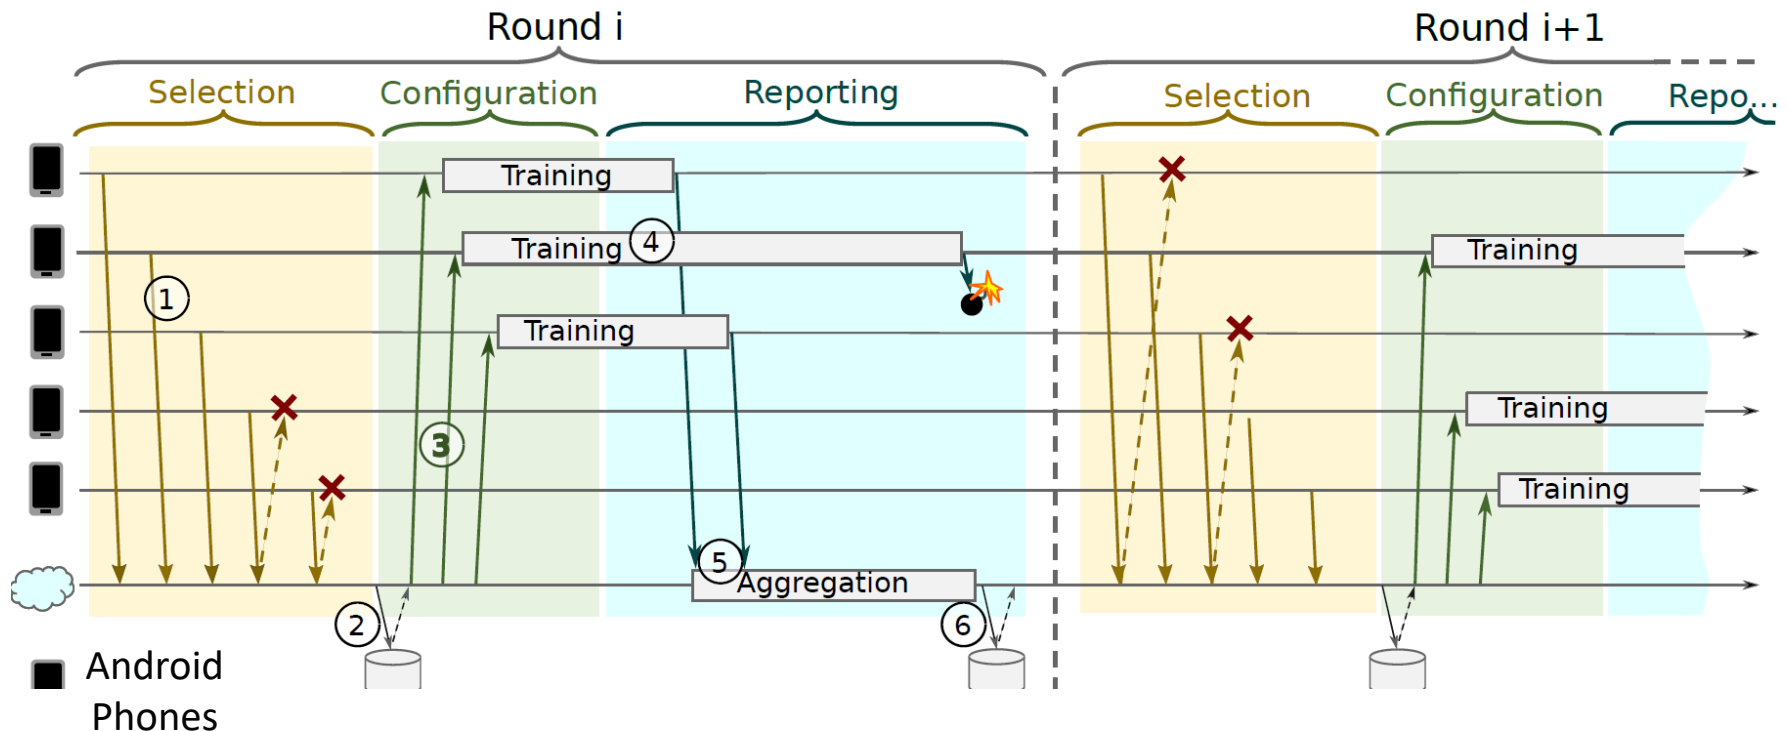 Round i
Round i+1
Selection
Configuration
Reporting
Selection
Configuration
Repo...
Training
Training
4
Training
Training
1
Training
3
Training
Training
5
Aggregation
2
6
Android
Phones